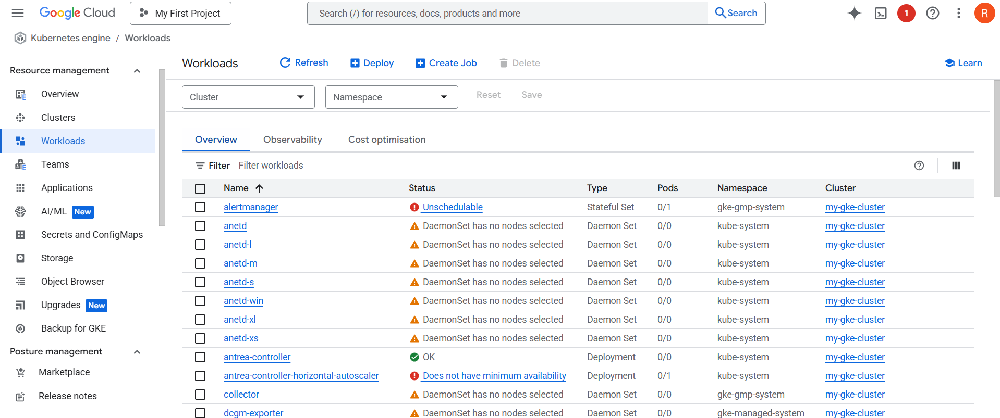 Google Cloud My First Project Search (/) for resources, docs, products and more Search 1 R
Kubernetes engine / Workloads
Resource management
Overview
Clusters
Workloads
Teams
Applications
AI/ML New
Secrets and ConfigMaps
Storage
Object Browser
Upgrades New
Backup for GKE
Posture management
Marketplace
Release notes
Workloads Refresh Deploy Create Job Delete Learn
Cluster Namespace Reset Save
Overview Observability Cost optimisation
Filter Filter workloads
Name Status Type Pods Namespace Cluster
alertmanager Unschedulable Stateful Set 0/1 gke-gmp-system my-gke-cluster
anetd DaemonSet has no nodes selected Daemon Set 0/0 kube-system my-gke-cluster
anetd-l DaemonSet has no nodes selected Daemon Set 0/0 kube-system my-gke-cluster
anetd-m DaemonSet has no nodes selected Daemon Set 0/0 kube-system my-gke-cluster
anetd-s DaemonSet has no nodes selected Daemon Set 0/0 kube-system my-gke-cluster
anetd-win DaemonSet has no nodes selected Daemon Set 0/0 kube-system my-gke-cluster
anetd-xl DaemonSet has no nodes selected Daemon Set 0/0 kube-system my-gke-cluster
anetd-xs DaemonSet has no nodes selected Daemon Set 0/0 kube-system my-gke-cluster
antrea-controller OK Deployment 0/0 kube-system my-gke-cluster
antrea-controller-horizontal-autoscaler Does not have minimum availability Deployment 0/1 kube-system my-gke-cluster
collector DaemonSet has no nodes selected Daemon Set 0/0 gke-gmp-system my-gke-cluster
dcgm-exporter DaemonSet has no nodes selected Daemon Set 0/0 gke-managed-system my-gke-cluster